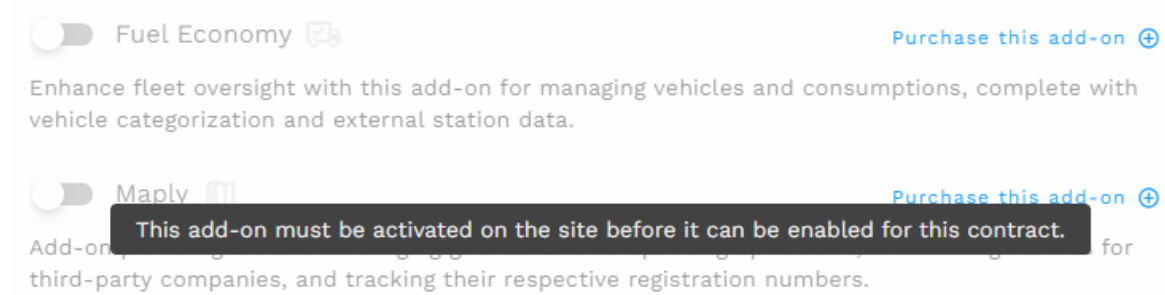 Fuel Economy
Purchase this add-on
Enhance fleet oversight with this add-on for managing vehicles and consumptions, complete with
vehicle categorization and external station data.
Maply
Purchase this add-on
This add-on must be activated on the site before it can be enabled for this contract.
Add-on for
third-party companies, and tracking their respective registration numbers.